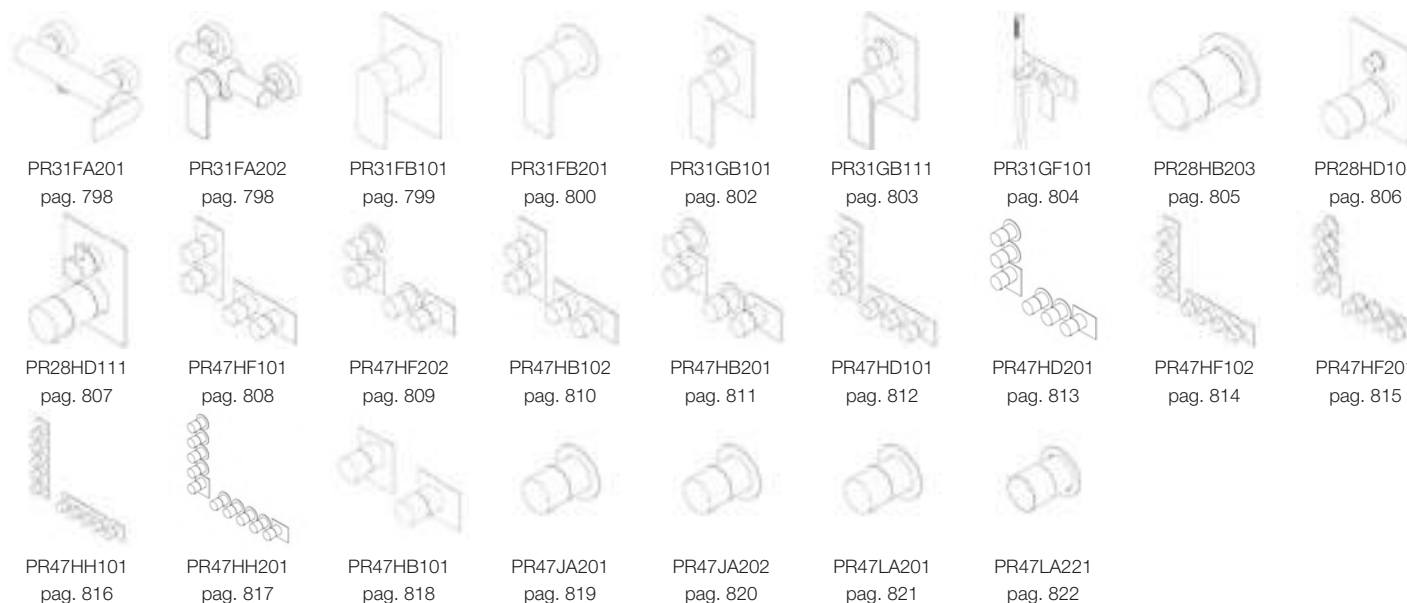 PR31FA201 PR31FA202 PR31FB101 PR31FB201 PR31GB101 PR31GB111 PR31GF101 PR28HB203
pag. 798 pag. 798 pag. 799 pag. 800 pag. 802 pag. 803 pag. 804 pag. 805 pag. 806
PR28HD111 PR47HF101 PR47HF202 PR47HB102 PR47HB201 PR47HD101 PR47HD201 PR47HF102 PR47HF201
pag. 807 pag. 808 pag. 809 pag. 810 pag. 811 pag. 812 pag. 813 pag. 814 pag. 815
PR47HH101 PR47HH201 PR47HB101 PR47JA201 PR47JA202 PR47LA201 PR47LA221
pag. 816 pag. 817 pag. 818 pag. 819 pag. 820 pag. 821 pag. 822